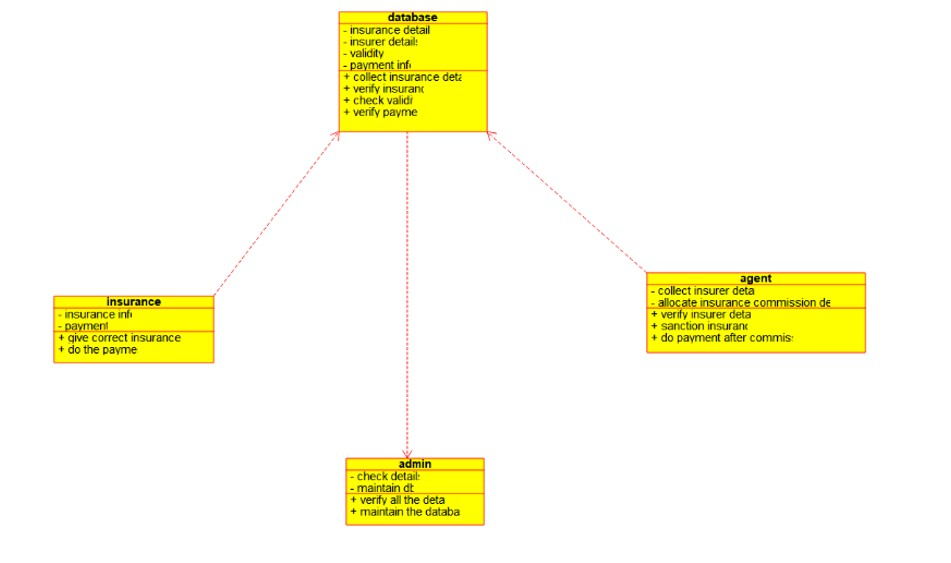 database
- insurance detail
- insurer details
- validity
- payment info
+ collect insurance deta
+ verify insuranc
+ check validi
+ verify payme
insurance
- insurance info
- payment
+ give correct insurance
+ do the payme
agent
- collect insurer deta
- allocate insurance commission de
+ verify insurer deta
+ sanction insuranc
+ do payment after commis
admin
- check details
- maintain db
+ verify all the deta
+ maintain the databa